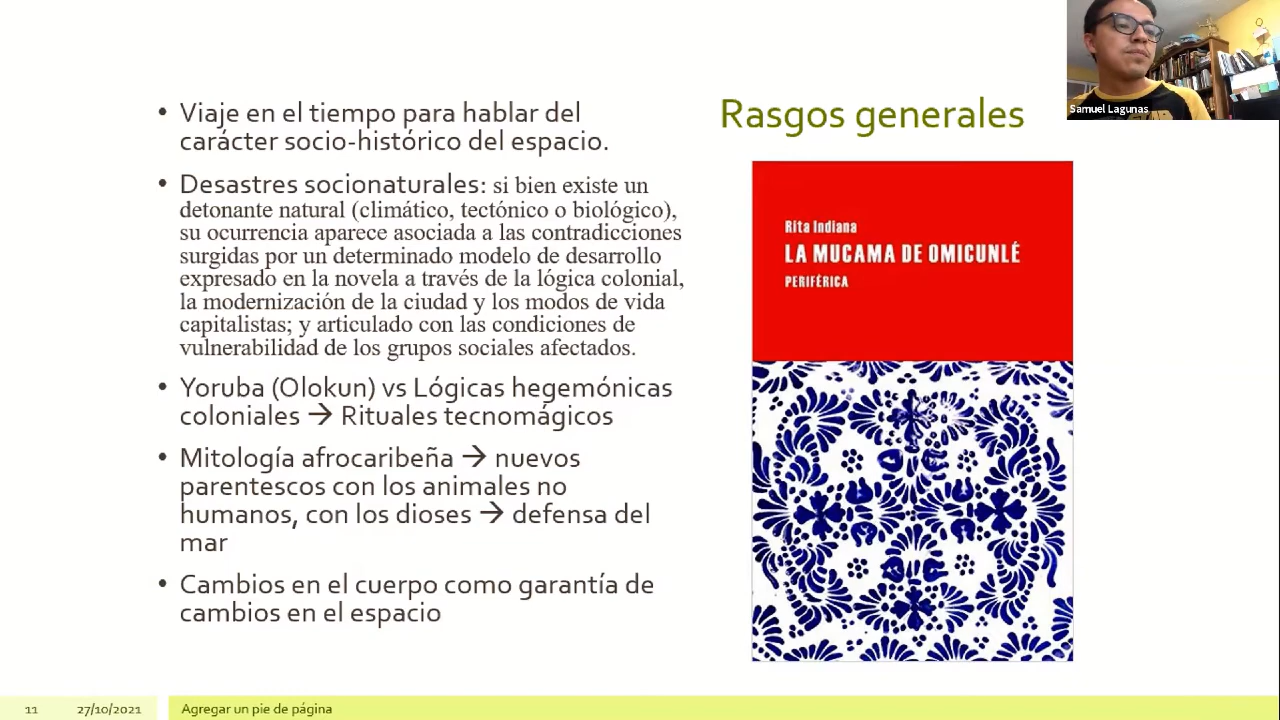 • Viaje en el tiempo para hablar del
carácter socio-histórico del espacio.
• Desastres socionaturales: si bien existe un
detonante natural (climático, tectónico o biológico),
su ocurrencia aparece asociada a las contradicciones
surgidas por un determinado modelo de desarrollo
expresado en la novela a través de la lógica colonial,
la modernización de la ciudad y los modos de vida
capitalistas; y articulado con las condiciones de
vulnerabilidad de los grupos sociales afectados.
• Yoruba (Olokun) vs Lógicas hegemónicas
coloniales → Rituales tecnomágicos
• Mitología afrocaribeña → nuevos
parentescos con los animales no
humanos, con los dioses → defensa del
mar
• Cambios en el cuerpo como garantía de
cambios en el espacio
Rasgos generales
Rita Indiana
LA MUCAMA DE OMICUNLÉ
PERIFÉRICA
Samuel Lagunas
11
27/10/2021
Agregar un pie de página